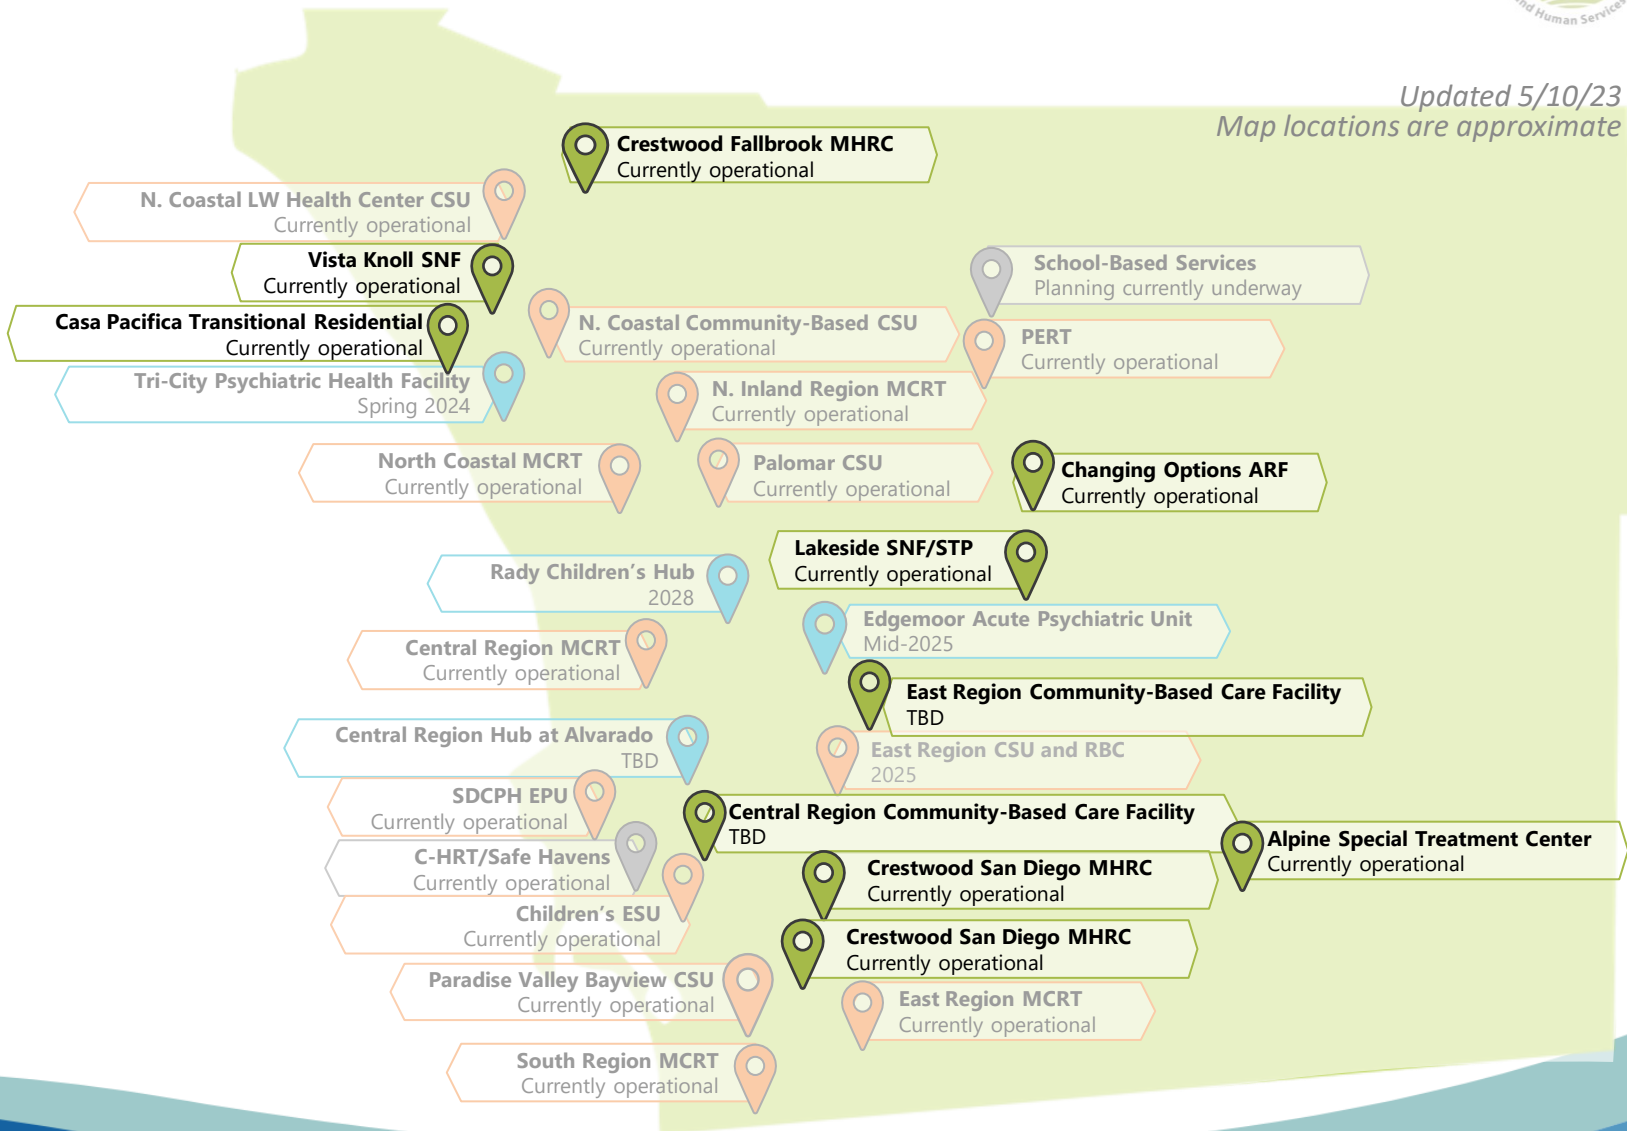 nd Human Services
Updated 5/10/23
Map locations are approximate
Crestwood Fallbrook MHRC
Currently operational
N. Coastal LW Health Center CSU
Currently operational
Vista Knoll SNF
Currently operational
School-Based Services
Planning currently underway
Casa Pacifica Transitional Residential
Currently operational
N. Coastal Community-Based CSU
Currently operational
PERT
Currently operational
Tri-City Psychiatric Health Facility
Spring 2024
N. Inland Region MCRT
Currently operational
North Coastal MCRT
Currently operational
Palomar CSU
Currently operational
Changing Options ARF
Currently operational
Lakeside SNF/STP
Currently operational
Rady Children’s Hub
2028
Edgemoor Acute Psychiatric Unit
Mid-2025
Central Region MCRT
Currently operational
East Region Community-Based Care Facility
TBD
Central Region Hub at Alvarado
TBD
East Region CSU and RBC
2025
SDCPH EPU
Currently operational
Central Region Community-Based Care Facility
TBD
Alpine Special Treatment Center
Currently operational
C-HRT/Safe Havens
Currently operational
Crestwood San Diego MHRC
Currently operational
Children’s ESU
Currently operational
Crestwood San Diego MHRC
Currently operational
Paradise Valley Bayview CSU
Currently operational
East Region MCRT
Currently operational
South Region MCRT
Currently operational